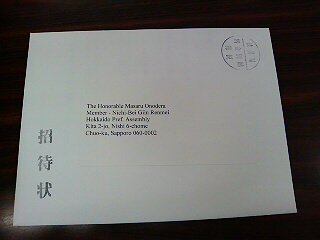 The Honorable Masaru Onodera
Member - Nichi-Bei Giin Renmei
Hokkaido Pref. Assembly
Kita 2-jo, Nishi 6-chome
Chuo-ku, Sapporo 060-0002
招待状